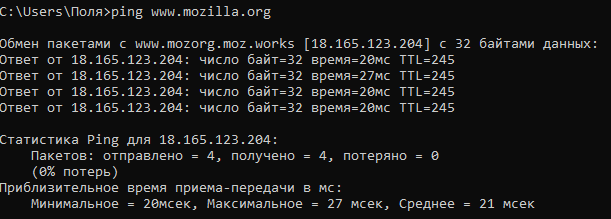 C:\Users\Поля>ping www.mozilla.org
Обмен пакетами с www.mozorg.moz.works [18.165.123.204] с 32 байтами данных:
Ответ от 18.165.123.204: число байт=32 время=20мс TTL=245
Ответ от 18.165.123.204: число байт=32 время=27мс TTL=245
Ответ от 18.165.123.204: число байт=32 время=20мс TTL=245
Ответ от 18.165.123.204: число байт=32 время=20мс TTL=245
Статистика Ping для 18.165.123.204:
Пакетов: отправлено = 4, получено = 4, потеряно = 0
(0% потерь)
Приблизительное время приема-передачи в мс:
Минимальное = 20мсек, Максимальное = 27 мсек, Среднее = 21 мсек